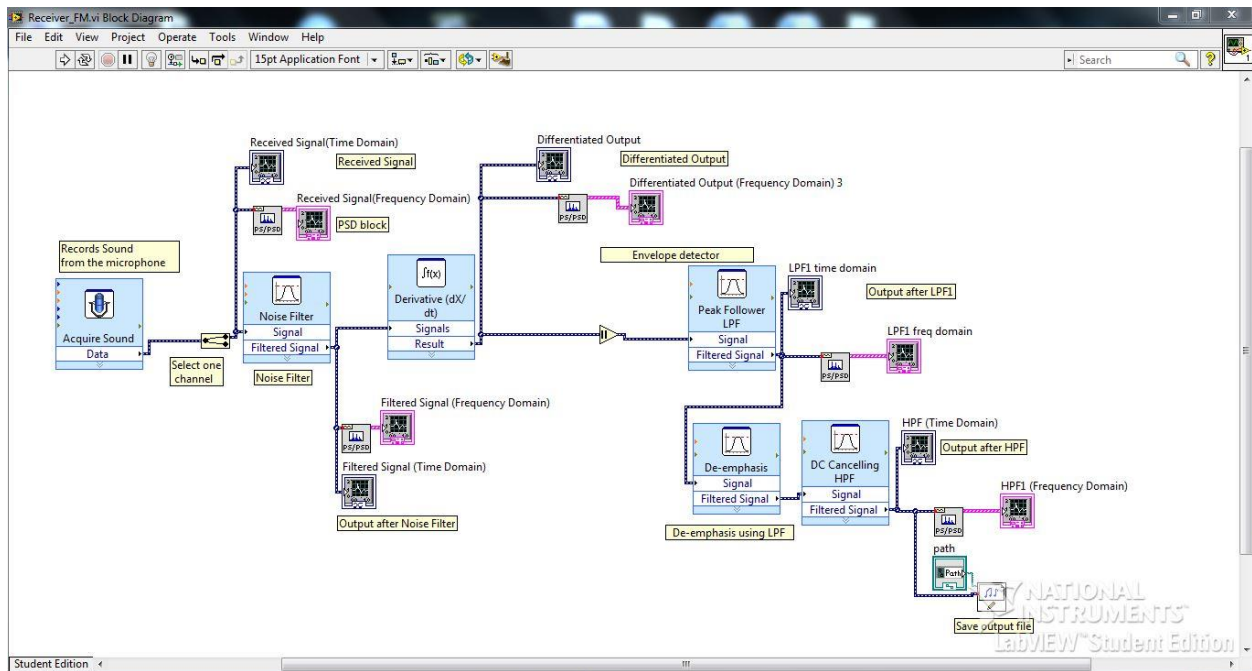 Receiver_FM.vi Block Diagram
File Edit View Project Operate Tools Window Help
15pt Application Font
Search
1
Received Signal(Time Domain)
Received Signal
Differentiated Output
Differentiated Output
Received Signal(Frequency Domain)
PS/PSD
PSD block
Differentiated Output (Frequency Domain) 3
PS/PSD
Records Sound
from the microphone
Acquire Sound
Data
Select one
channel
Noise Filter
Signal
Filtered Signal
Noise Filter
∫f(x)
Derivative (dX/
dt)
Signals
Result
Envelope detector
Peak Follower
LPF
Signal
Filtered Signal
LPF1 time domain
Output after LPF1
LPF1 freq domain
PS/PSD
Filtered Signal (Frequency Domain)
PS/PSD
Filtered Signal (Time Domain)
Output after Noise Filter
De-emphasis
Signal
Filtered Signal
De-emphasis using LPF
DC Cancelling
HPF
Signal
Filtered Signal
HPF (Time Domain)
Output after HPF
HPF1 (Frequency Domain)
PS/PSD
path
Path
Save output file
NATIONAL
INSTRUMENTS
LabVIEW Student Edition
Student Edition